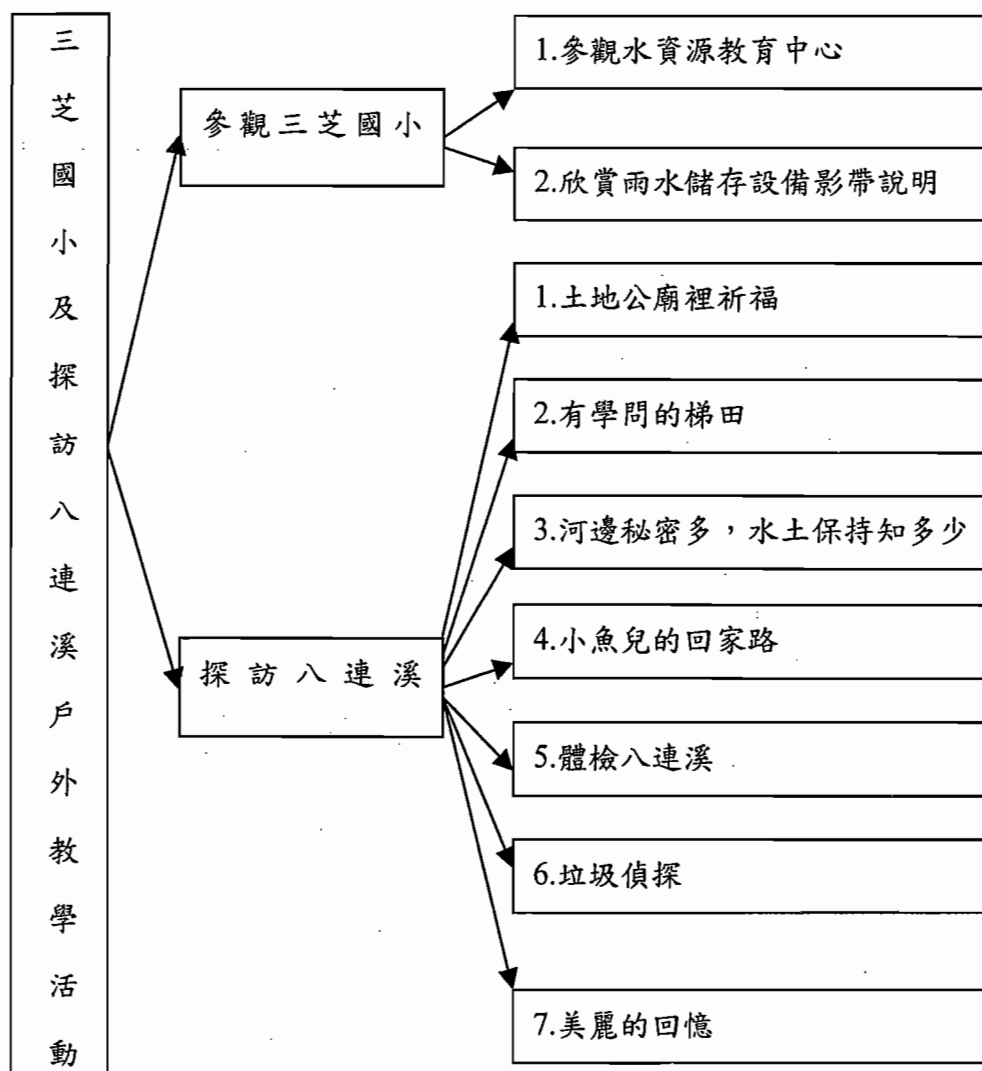 三芝國小及探訪八連溪戶外教學活動
參觀三芝國小
1.參觀水資源教育中心
2.欣賞雨水儲存設備影帶說明
探訪八連溪
1.土地公廟裡祈福
2.有學問的梯田
3.河邊秘密多，水土保持知多少
4.小魚兒的回家路
5.體檢八連溪
6.垃圾偵探
7.美麗的回憶